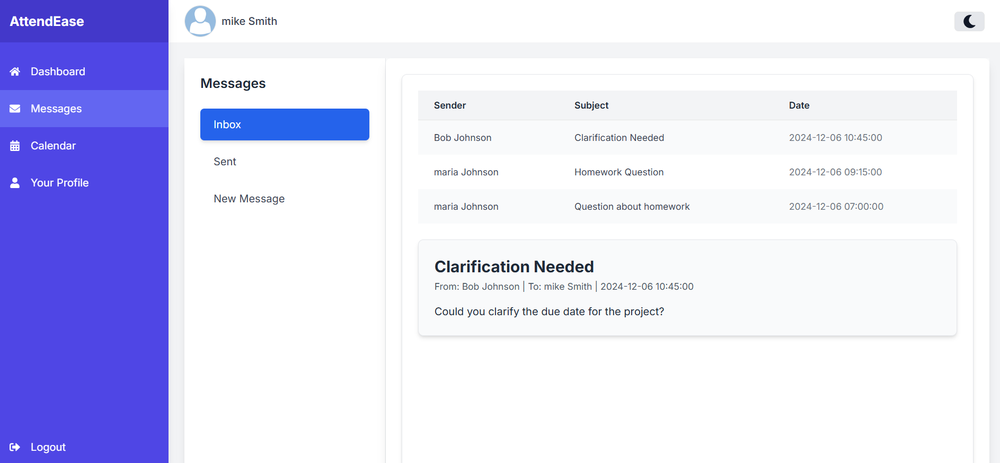 AttendEase
mike Smith
Dashboard
Messages
Calendar
Your Profile
Logout
Messages
Inbox
Sent
New Message
Sender Subject Date
Bob Johnson Clarification Needed 2024-12-06 10:45:00
maria Johnson Homework Question 2024-12-06 09:15:00
maria Johnson Question about homework 2024-12-06 07:00:00
Clarification Needed
From: Bob Johnson | To: mike Smith | 2024-12-06 10:45:00
Could you clarify the due date for the project?